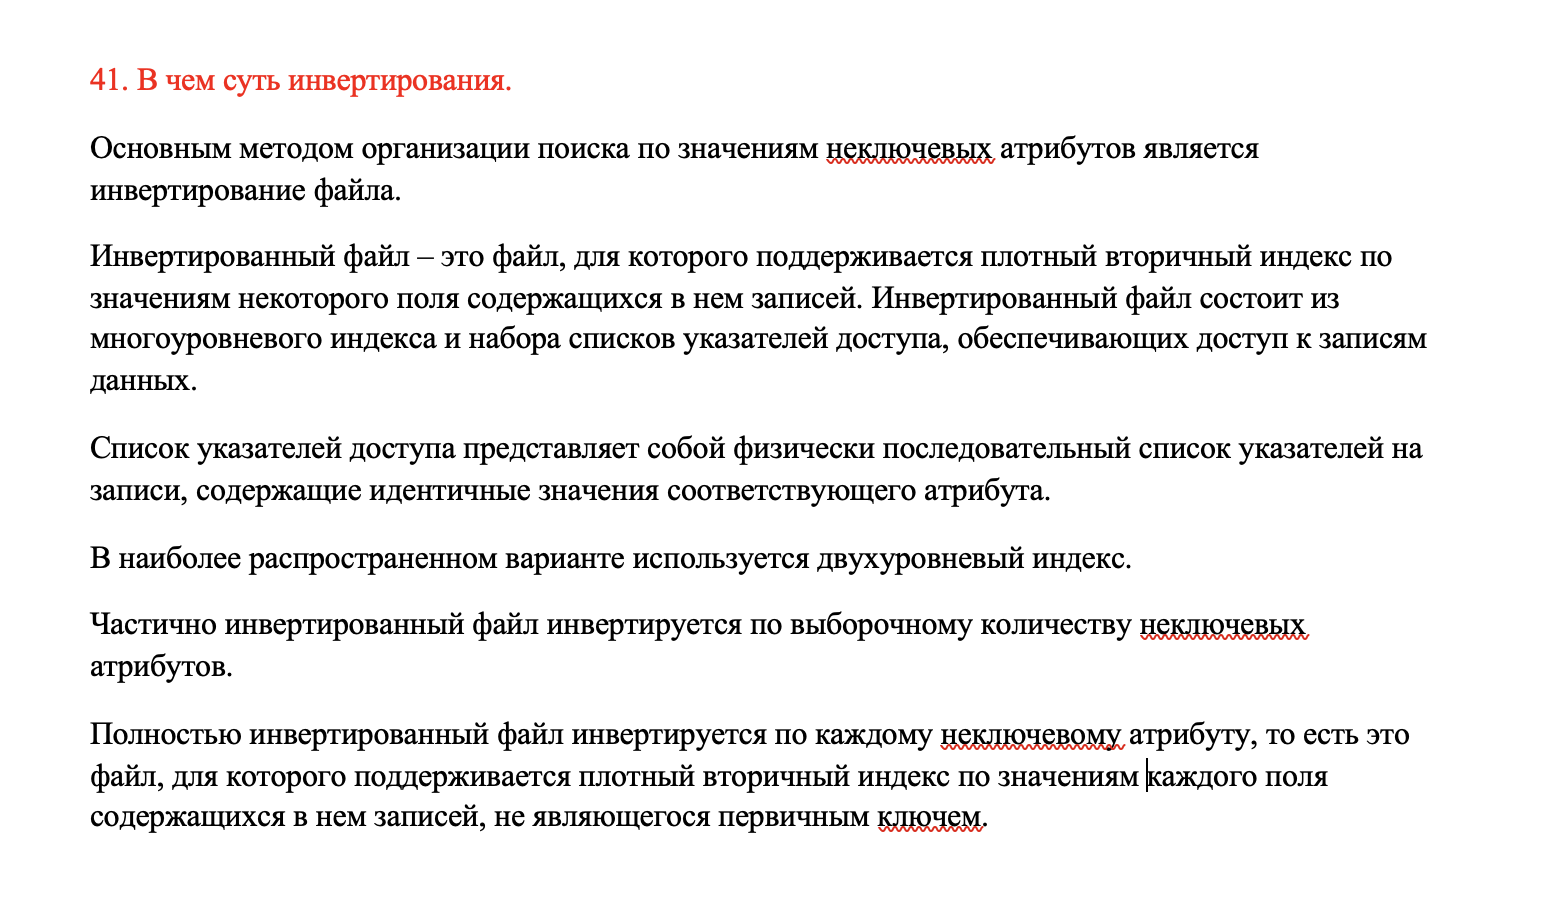 41. В чем суть инвертирования.
Основным методом организации поиска по значениям неключевых атрибутов является
инвертирование файла.
Инвертированный файл – это файл, для которого поддерживается плотный вторичный индекс по
значениям некоторого поля содержащихся в нем записей. Инвертированный файл состоит из
многоуровневого индекса и набора списков указателей доступа, обеспечивающих доступ к записям
данных.
Список указателей доступа представляет собой физически последовательный список указателей на
записи, содержащие идентичные значения соответствующего атрибута.
В наиболее распространенном варианте используется двухуровневый индекс.
Частично инвертированный файл инвертируется по выборочному количеству неключевых
атрибутов.
Полностью инвертированный файл инвертируется по каждому неключевому атрибуту, то есть это
файл, для которого поддерживается плотный вторичный индекс по значениям каждого поля
содержащихся в нем записей, не являющегося первичным ключем.